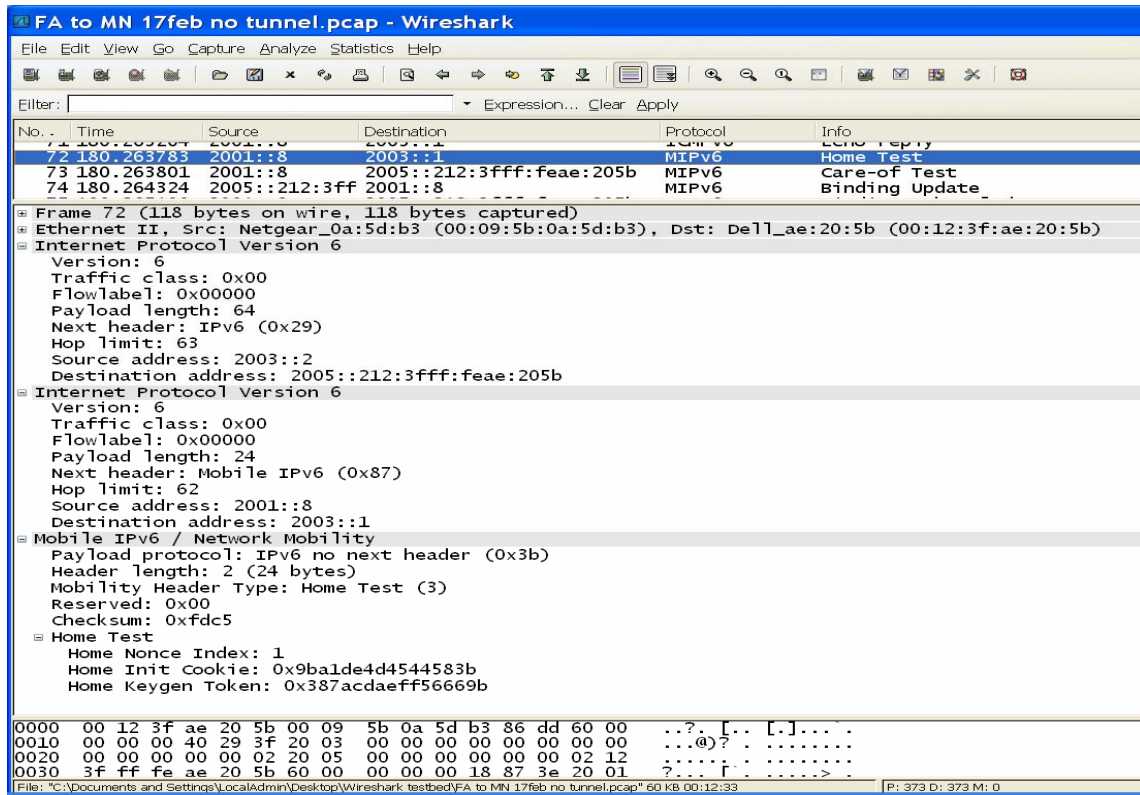 FA to MN 17feb no tunnel.pcap - Wireshark
File Edit View Go Capture Analyze Statistics Help
Filter: Expression... Clear Apply
No. . Time Source Destination Protocol Info
72 180.263783 2001::8 2003::1 MIPv6 Home Test
73 180.263801 2001::8 2005::212:3fff:feae:205b MIPv6 Care-of Test
74 180.264324 2005::212:3ff 2001::8 MIPv6 Binding Update
Frame 72 (118 bytes on wire, 118 bytes captured)
Ethernet II, Src: Netgear_0a:5d:b3 (00:09:5b:0a:5d:b3), Dst: Dell_ae:20:5b (00:12:3f:ae:20:5b)
Internet Protocol Version 6
Version: 6
Traffic class: 0x00
Flowlabel: 0x00000
Payload length: 64
Next header: IPv6 (0x29)
Hop limit: 63
Source address: 2003::2
Destination address: 2005::212:3fff:feae:205b
Internet Protocol Version 6
Version: 6
Traffic class: 0x00
Flowlabel: 0x00000
Payload length: 24
Next header: Mobile IPv6 (0x87)
Hop limit: 62
Source address: 2001::8
Destination address: 2003::1
Mobile IPv6 / Network Mobility
Payload protocol: IPv6 no next header (0x3b)
Header length: 2 (24 bytes)
Mobility Header Type: Home Test (3)
Reserved: 0x00
Checksum: 0xfdc5
Home Test
Home Nonce Index: 1
Home Init Cookie: 0x9ba1de4d4544583b
Home Keygen Token: 0x387acdaeff56669b
0000 00 12 3f ae 20 5b 00 09 5b 0a 5d b3 86 dd 60 00 ..?. [.. [.]...`.
0010 00 00 00 40 29 3f 20 03 00 00 00 00 00 00 00 00 ...@)? . ........
0020 00 00 00 00 00 02 20 05 00 00 00 00 00 00 02 12 ...... . ........
0030 3f ff fe ae 20 5b 60 00 00 00 00 18 87 3e 20 01 ?... [`. .....> .
File: "C:\Documents and Settings\LocalAdmin\Desktop\Wireshark testbed\FA to MN 17feb no tunnel.pcap" 60 KB 00:12:33 P: 373 D: 373 M: 0